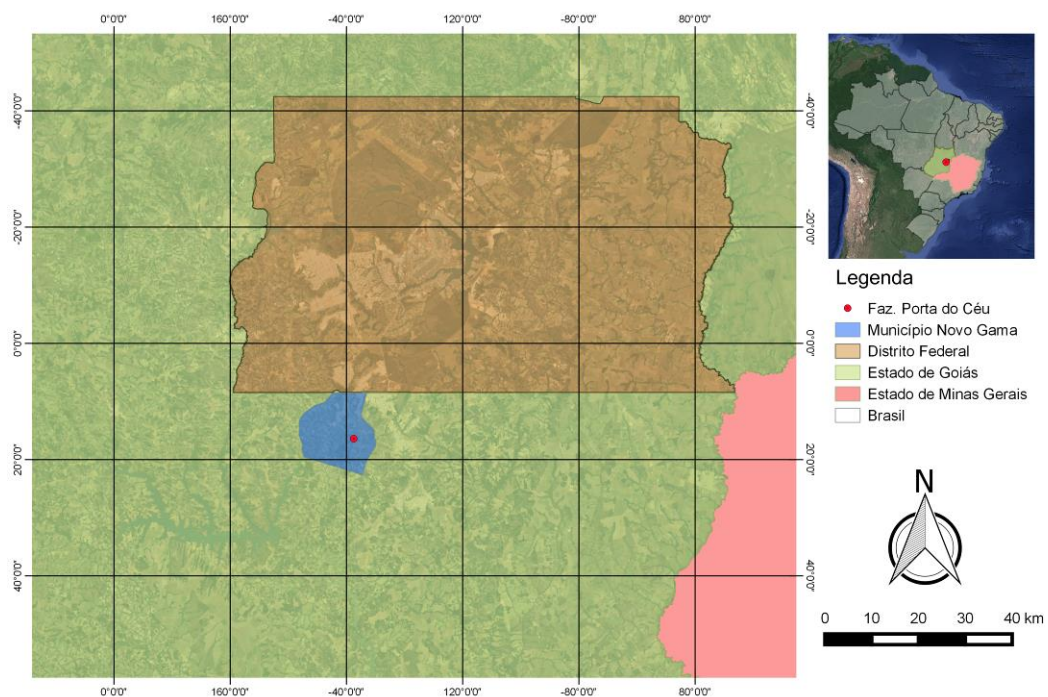 0°0'0" 160°0'0" -40°0'0" 120°0'0" -80°0'0" 80°0'0"
-40°0'0" -40°0'0"
-20°0'0" -20°0'0"
0°0'0" 0°0'0"
20°0'0" 20°0'0"
40°0'0" 40°0'0"
0°0'0" 160°0'0" -40°0'0" 120°0'0" -80°0'0" 80°0'0"
Legenda
Faz. Porta do Céu
Município Novo Gama
Distrito Federal
Estado de Goiás
Estado de Minas Gerais
Brasil
N
0 10 20 30 40 km